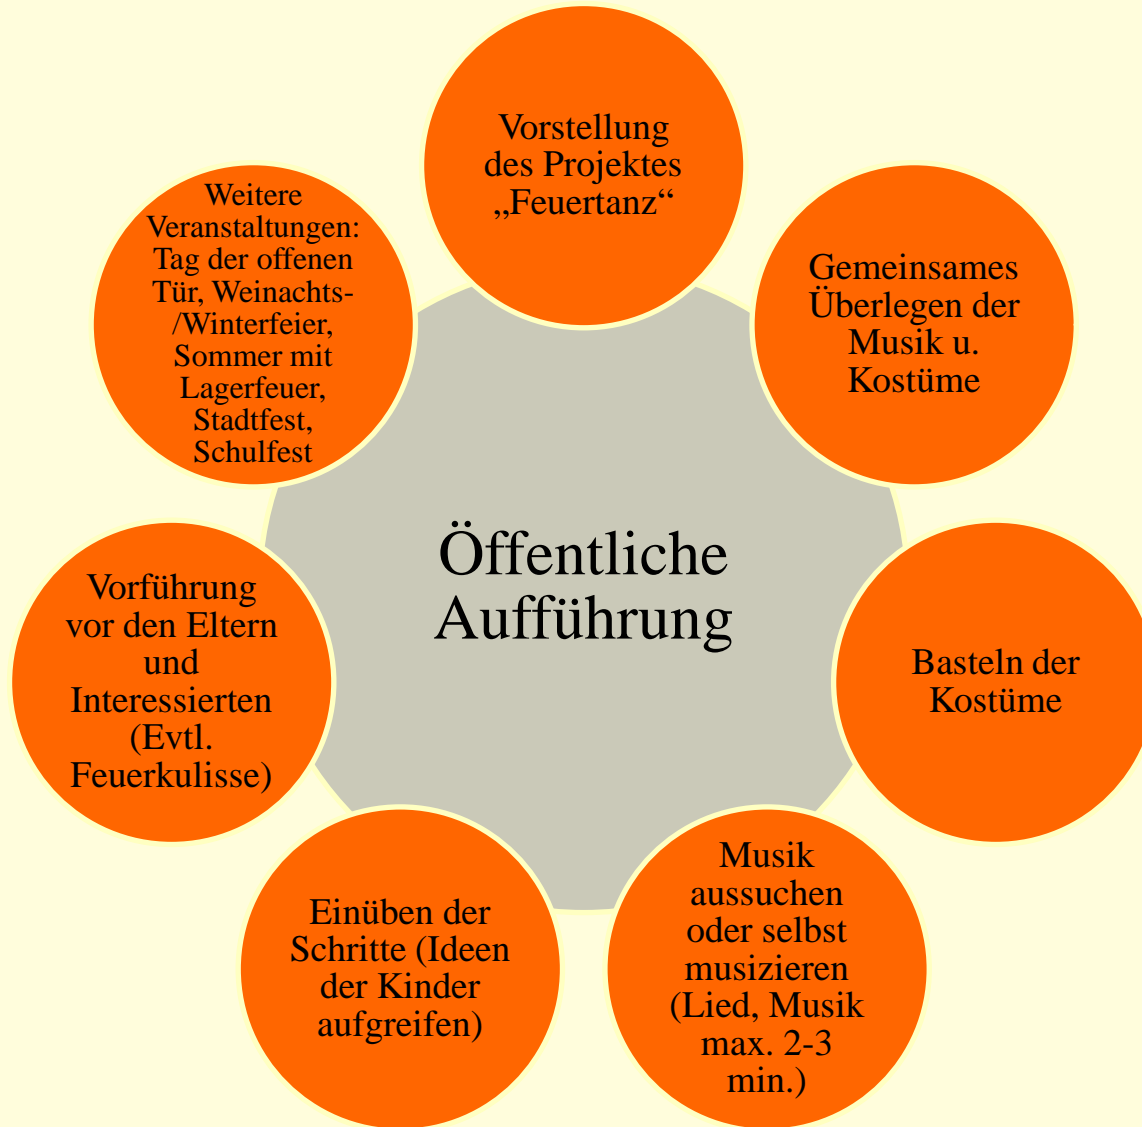 Vorstellung
des Projektes
„Feuertanz“
Gemeinsames
Überlegen der
Musik u.
Kostüme
Basteln der
Kostüme
Musik
aussuchen
oder selbst
musizieren
(Lied, Musik
max. 2-3
min.)
Einüben der
Schritte (Ideen
der Kinder
aufgreifen)
Vorführung
vor den Eltern
und
Interessierten
(Evtl.
Feuerkulisse)
Weitere
Veranstaltungen:
Tag der offenen
Tür, Weinachts-
/Winterfeier,
Sommer mit
Lagerfeuer,
Stadtfest,
Schulfest
Öffentliche
Aufführung